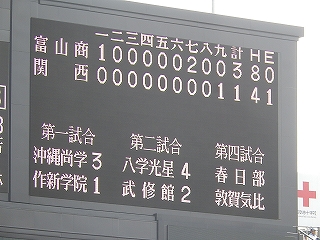 一二三四五六七八九計HE
富山商100000200380
関西000000001141
第一試合 第二試合 第四試合
沖縄尚学3 八学光星4 春日部
作新学院1 武修館2 敦賀気比